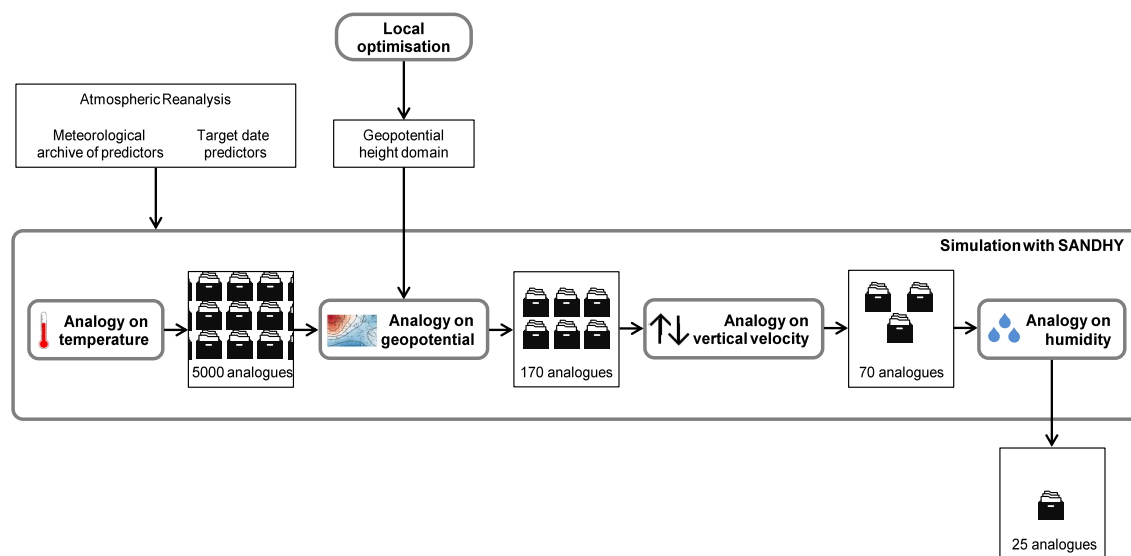 Local
optimisation
Atmospheric Reanalysis
Meteorological
archive of predictors
Target date
predictors
Geopotential
height domain
Simulation with SANDHY
Analogy on
temperature
5000 analogues
Analogy on
geopotential
170 analogues
Analogy on
vertical velocity
70 analogues
Analogy on
humidity
25 analogues